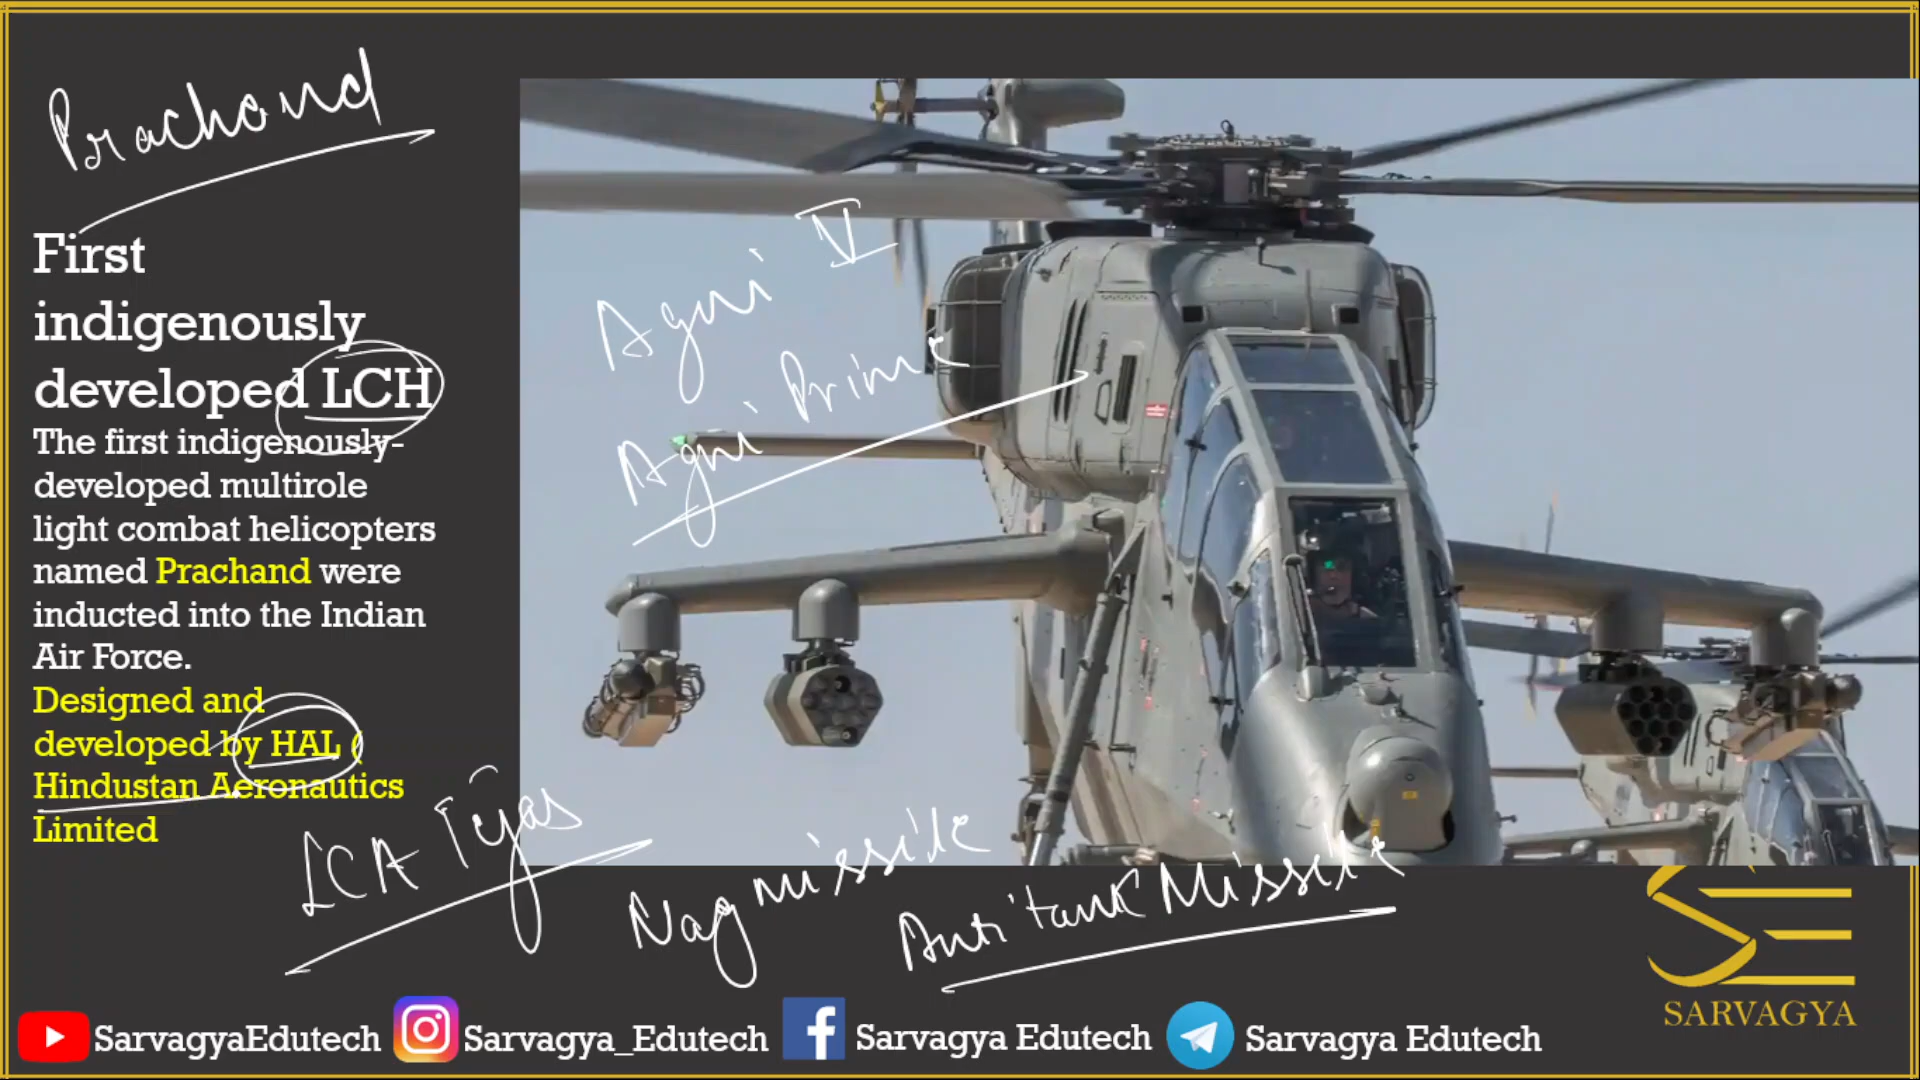 Prachand
First
indigenously
developed LCH
The first indigenously-
developed multirole
light combat helicopters
named Prachand were
inducted into the Indian
Air Force.
Designed and
developed by HAL (
Hindustan Aeronautics
Limited
Agni V
Agni Prime
LCA Tejas
Nag missile
Anti tank Missile
SE
SARVAGYA
SarvagyaEdutech
Sarvagya_Edutech
Sarvagya Edutech
Sarvagya Edutech